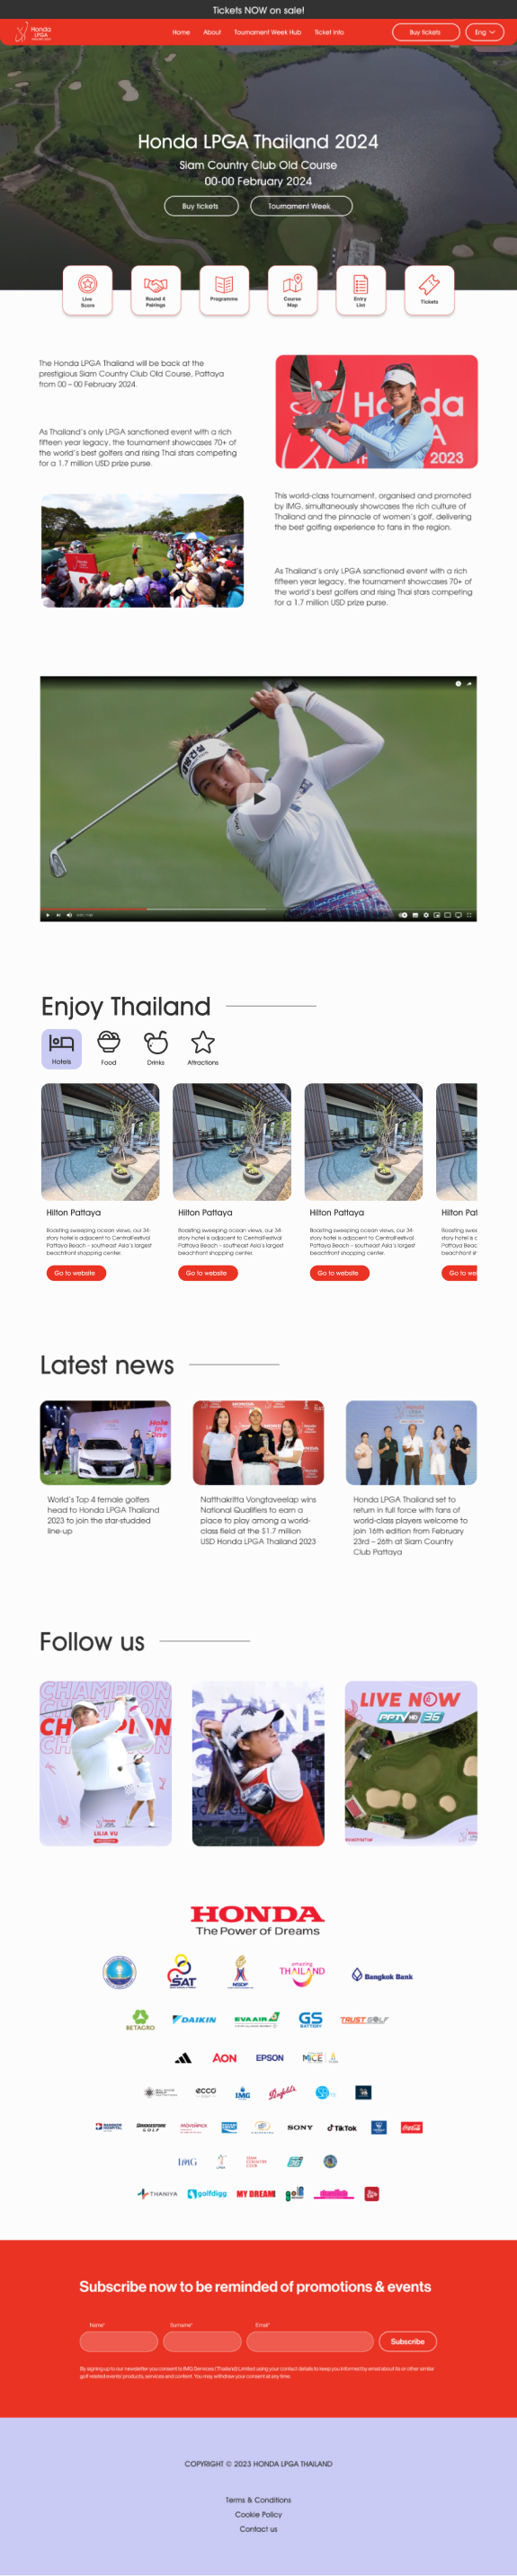 Tickets NOW on sale!
Honda
LPGA
Home About Tournament Week Hub Ticket info Buy tickets Eng
Honda LPGA Thailand 2024
Siam Country Club Old Course
00-00 February 2024
Buy tickets Tournament Week
Live
Score
Round 4
Pairings
Programme
Course
Map
Entry
List
Tickets
The Honda LPGA Thailand will be back at the
prestigious Siam Country Club Old Course, Pattaya
from 00 – 00 February 2024.
As Thailand's only LPGA sanctioned event with a rich
fifteen year legacy, the tournament showcases 70+ of
the world's best golfers and rising Thai stars competing
for a 1.7 million USD prize purse.
2023
This world-class tournament, organised and promoted
by IMG, simultaneously showcases the rich culture of
Thailand and the pinnacle of women's golf, delivering
the best golfing experience to fans in the region.
As Thailand's only LPGA sanctioned event with a rich
fifteen year legacy, the tournament showcases 70+ of
the world's best golfers and rising Thai stars competing
for a 1.7 million USD prize purse.
Enjoy Thailand
Hotels Food Drinks Attractions
Hilton Pattaya
Boasting sweeping ocean views, our 34-
story hotel is adjacent to CentralFestival
Pattaya Beach – southeast Asia's largest
beachfront shopping center.
Go to website
Hilton Pattaya
Boasting sweeping ocean views, our 34-
story hotel is adjacent to CentralFestival
Pattaya Beach – southeast Asia's largest
beachfront shopping center.
Go to website
Hilton Pattaya
Boasting sweeping ocean views, our 34-
story hotel is adjacent to CentralFestival
Pattaya Beach – southeast Asia's largest
beachfront shopping center.
Go to website
Hilton Pat
Boasting swee
story hotel is c
Pattaya Beac
beachfront st
Go to wel
Latest news
Hole
in
One
World's Top 4 female golfers
head to Honda LPGA Thailand
2023 to join the star-studded
line-up
Natthakritta Vongtaveelap wins
National Qualifiers to earn a
place to play among a world-
class field at the $1.7 million
USD Honda LPGA Thailand 2023
Honda LPGA Thailand set to
return in full force with fans of
world-class players welcome to
join 16th edition from February
23rd – 26th at Siam Country
Club Pattaya
Follow us
CHAMPION
CHAMPION
LILIA VU
LIVE NOW
PPTV HD 36
HONDA
The Power of Dreams
SAT
NSDF
amazing
THAILAND
Bangkok Bank
BETAGRO
DAIKIN
EVA AIR
GS
BATTERY
TRUST GOLF
AON
EPSON
MICE
ecco
IMG
BRIDGESTONE
GOLF
MÖVENPICK
SONY
TikTok
Coca-Cola
IMG
SIAM
COUNTRY
CLUB
THANIYA
golfdigg
MY DREAM
Subscribe now to be reminded of promotions & events
Name* Surname* Email*
Subscribe
By signing up to our newsletter you consent to IMG Services (Thailand) Limited using your contact details to keep you informed by email about its or other similar
golf related events' products, services and content. You may withdraw your consent at any time.
COPYRIGHT © 2023 HONDA LPGA THAILAND
Terms & Conditions
Cookie Policy
Contact us